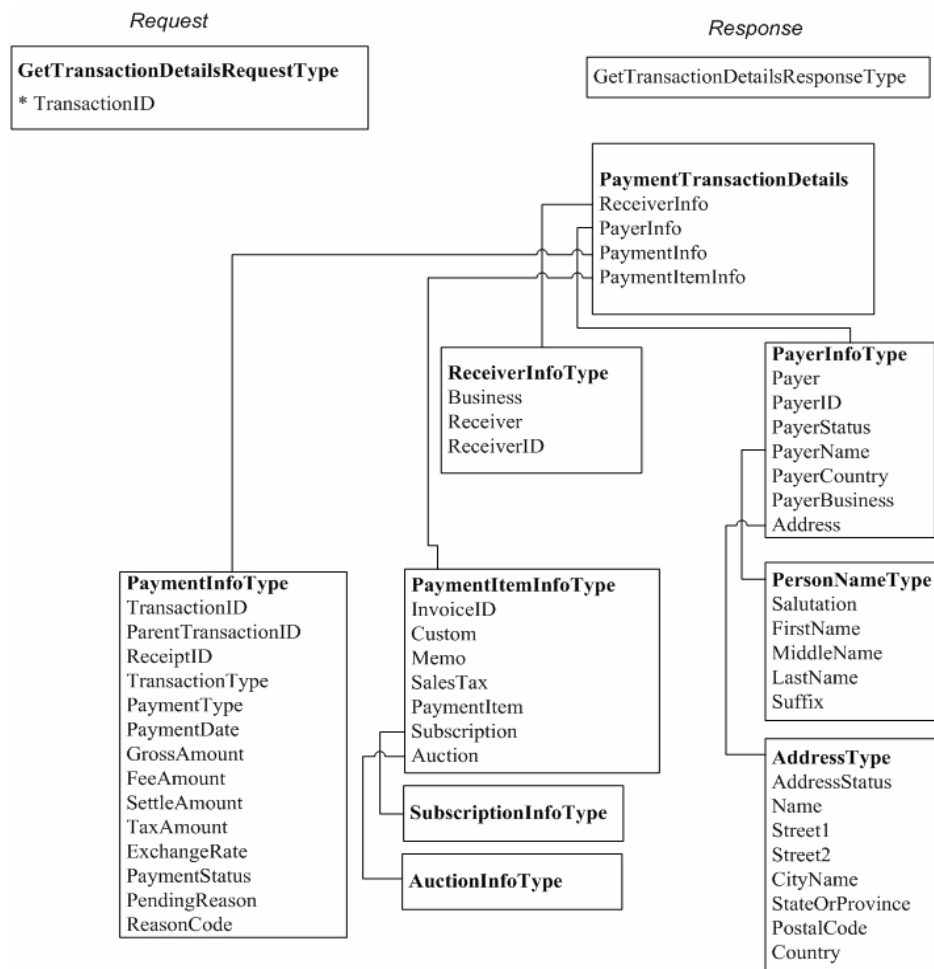 Request
Response
GetTransactionDetailsRequestType
* TransactionID
GetTransactionDetailsResponseType
PaymentTransactionDetails
ReceiverInfo
PayerInfo
PaymentInfo
PaymentItemInfo
ReceiverInfoType
Business
Receiver
ReceiverID
PayerInfoType
Payer
PayerID
PayerStatus
PayerName
PayerCountry
PayerBusiness
Address
PaymentInfoType
TransactionID
ParentTransactionID
ReceiptID
TransactionType
PaymentType
PaymentDate
GrossAmount
FeeAmount
SettleAmount
TaxAmount
ExchangeRate
PaymentStatus
PendingReason
ReasonCode
PaymentItemInfoType
InvoiceID
Custom
Memo
SalesTax
PaymentItem
Subscription
Auction
SubscriptionInfoType
AuctionInfoType
PersonNameType
Salutation
FirstName
MiddleName
LastName
Suffix
AddressType
AddressStatus
Name
Street1
Street2
CityName
StateOrProvince
PostalCode
Country